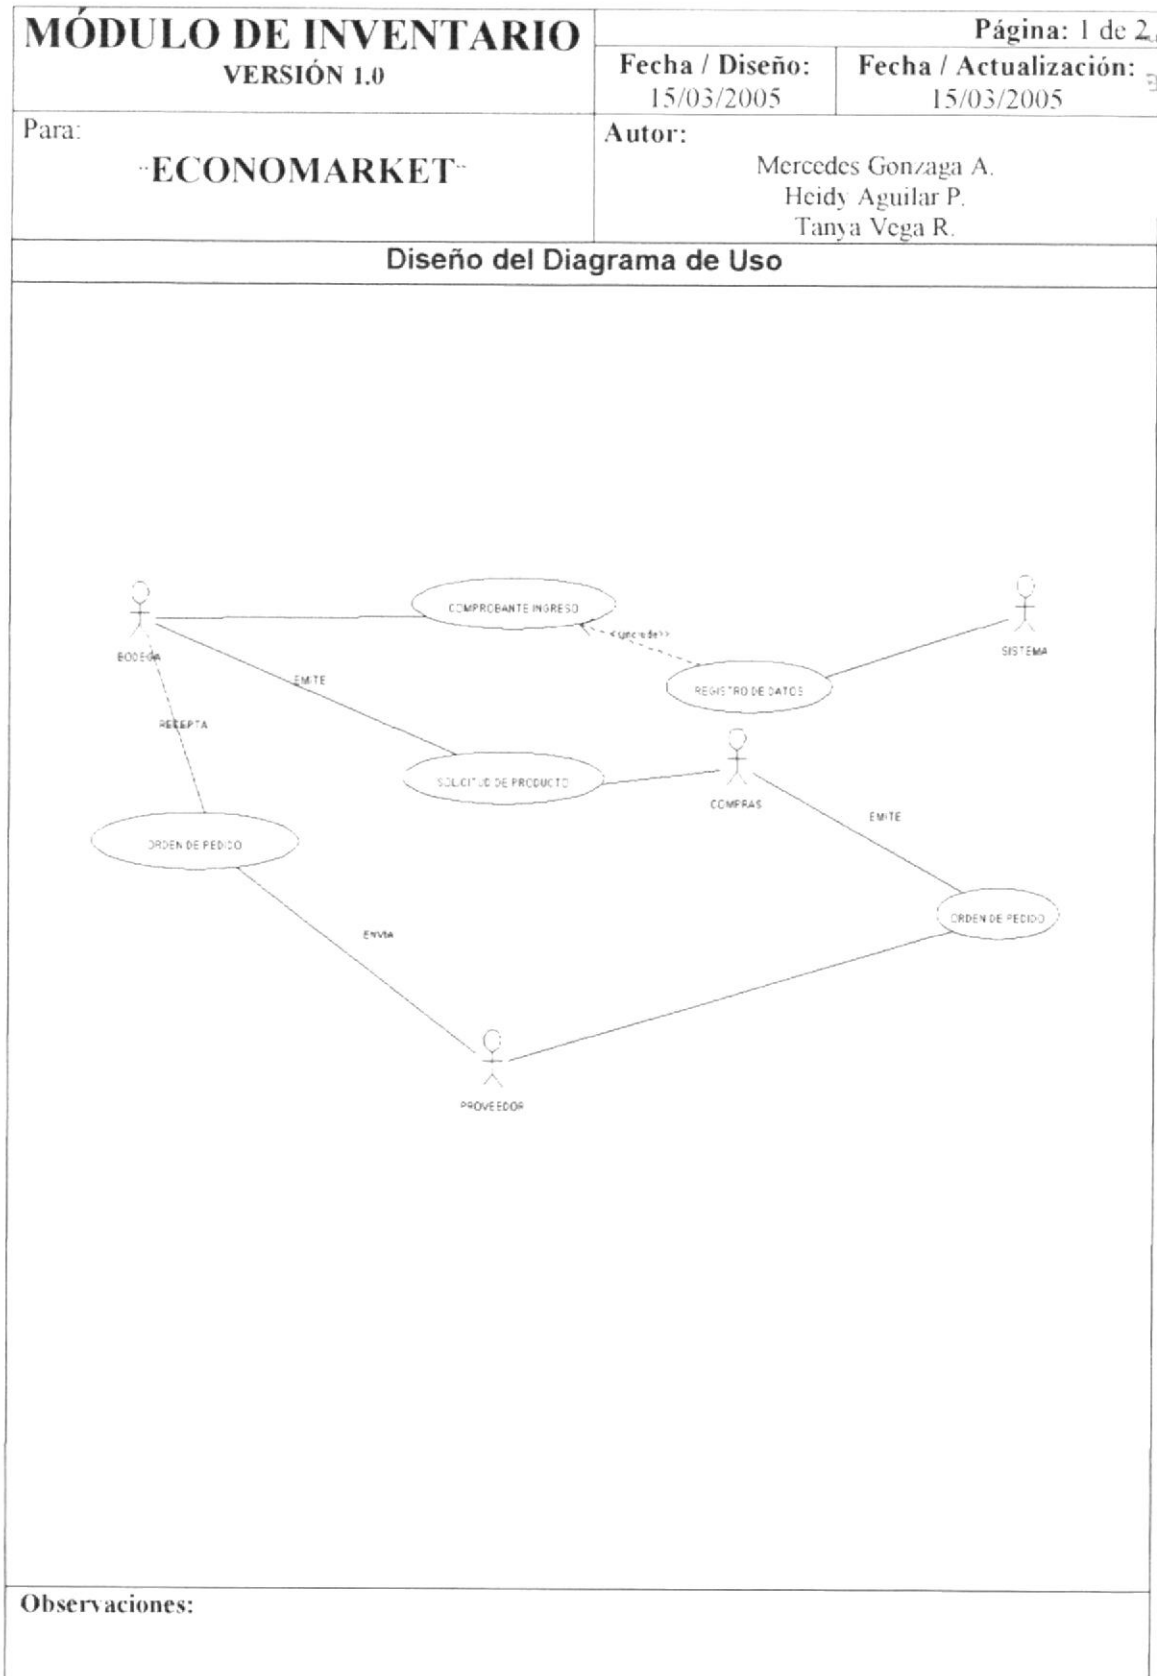 MÓDULO DE INVENTARIO
VERSIÓN 1.0
Página: 1 de 2
Fecha / Diseño:
15/03/2005
Fecha / Actualización:
15/03/2005
Para:
¨ECONOMARKET¨
Autor:
Mercedes Gonzaga A.
Heidy Aguilar P.
Tanya Vega R.
Diseño del Diagrama de Uso
COMPROBANTE INGRESO
BODEGA
<<include>>
SISTEMA
EMITE
REGISTRO DE DATOS
RECEPTA
SOLICITUD DE PRODUCTO
COMPRAS
EMITE
ORDEN DE PEDIDO
ORDEN DE PEDIDO
ENVIA
PROVEEDOR
Observaciones: